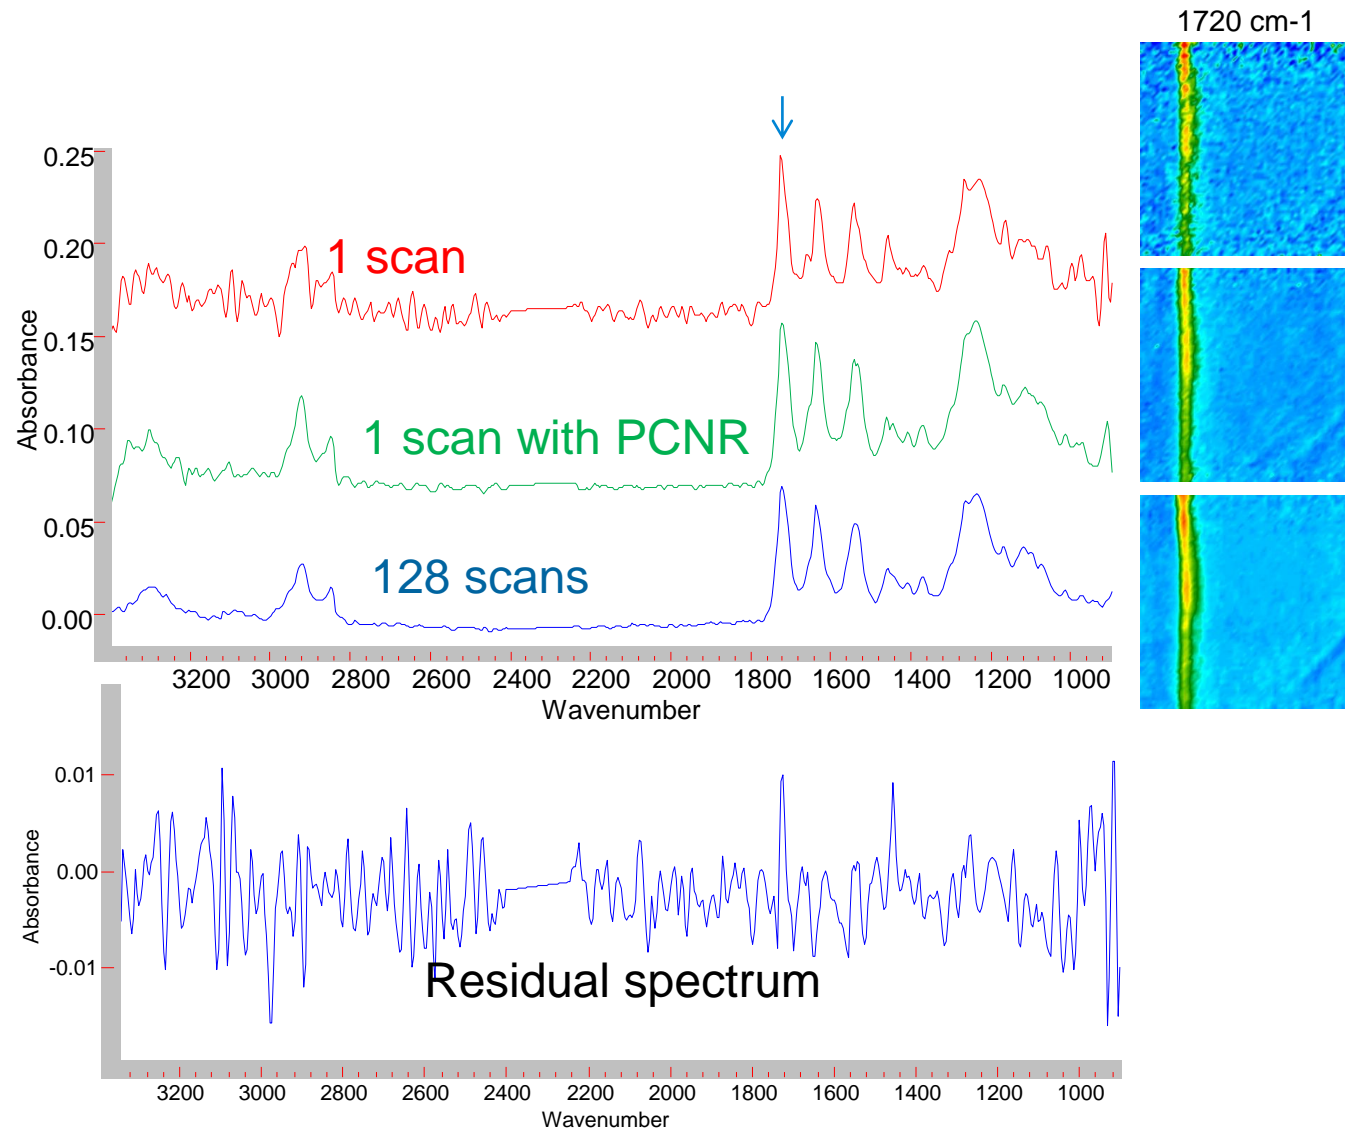 1720 cm-1
0.25
0.20
0.15
0.10
0.05
0.00
Absorbance
1 scan
1 scan with PCNR
128 scans
3200 3000 2800 2600 2400 2200 2000 1800 1600 1400 1200 1000
Wavenumber
0.01
0.00
-0.01
Absorbance
Residual spectrum
3200 3000 2800 2600 2400 2200 2000 1800 1600 1400 1200 1000
Wavenumber